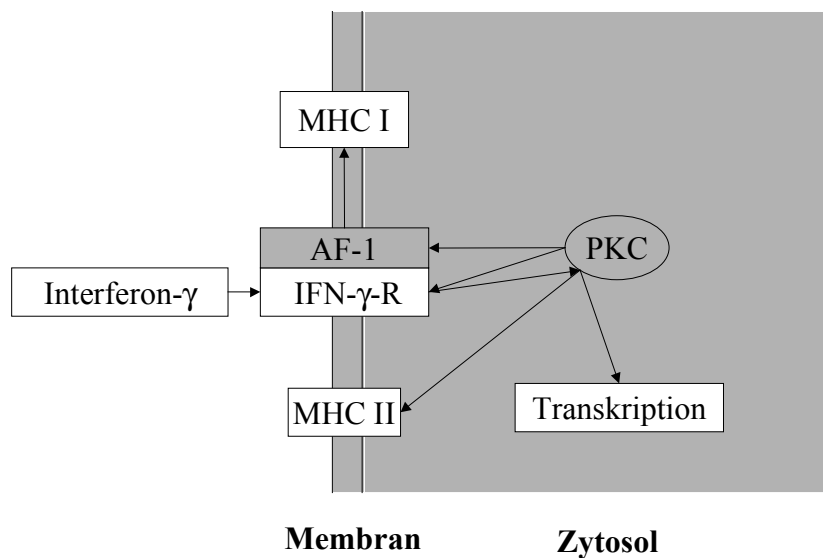 MHC I
AF-1
PKC
Interferon-γ
IFN-γ-R
MHC II
Transkription
Membran
Zytosol